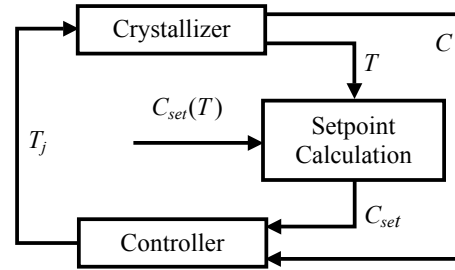 Crystallizer
C
T
C_set(T)
Setpoint
Calculation
T_j
C_set
Controller